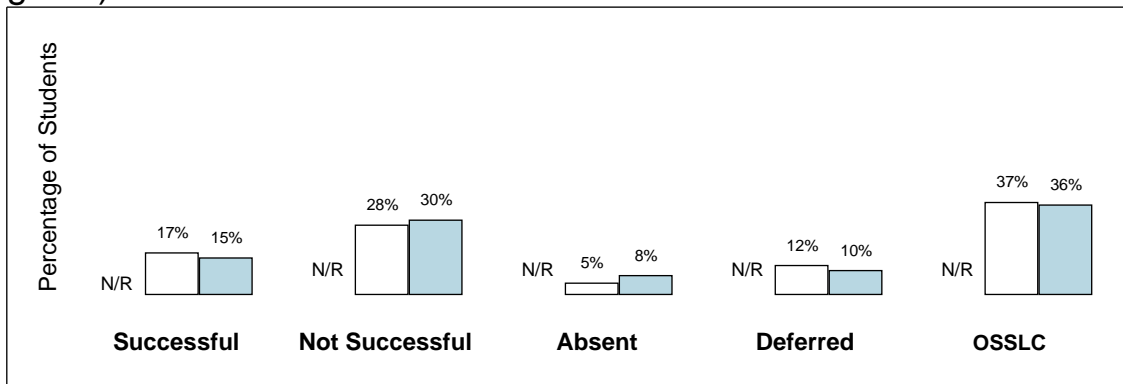 Percentage of Students
37% 36%
28% 30%
17% 15%
12% 10%
5% 8%
N/R N/R N/R N/R N/R
Successful Not Successful Absent Deferred OSSLC